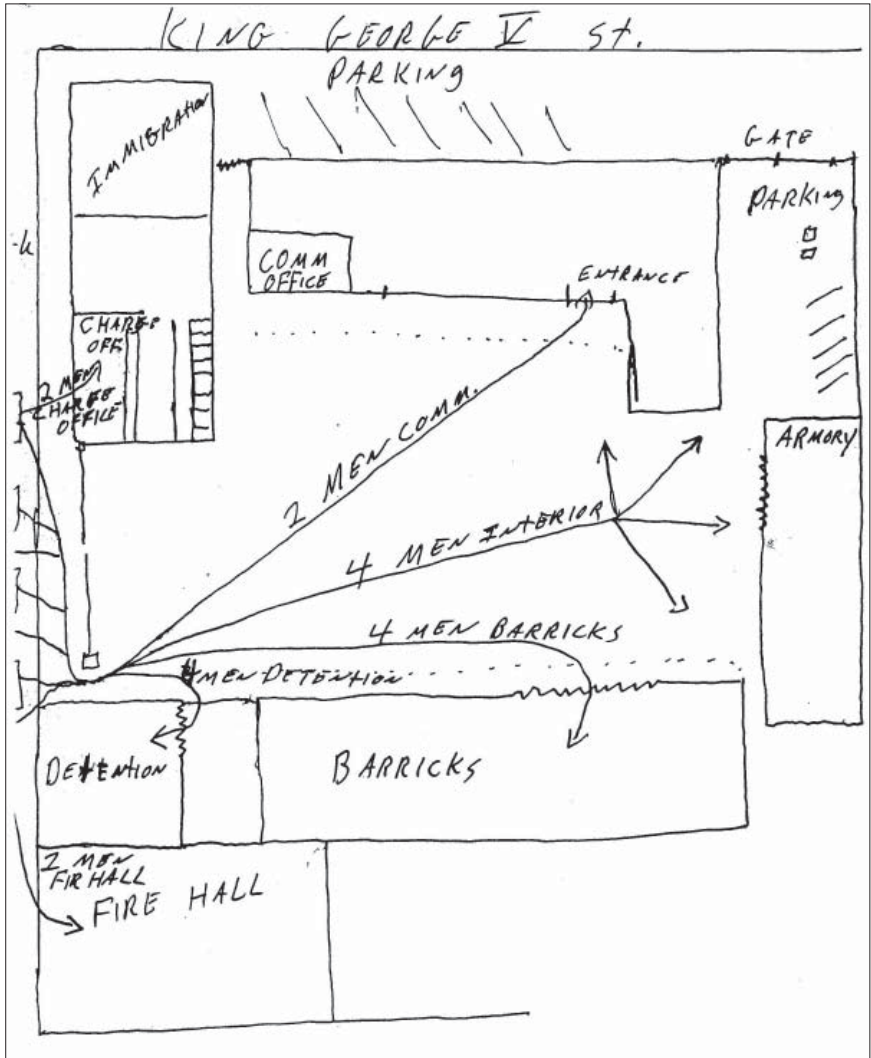 KING GEORGE V St.
PARKING
IMMIGRATION
GATE
PARKING
COMM
OFFICE
ENTRANCE
CHARGE
OFF.
2 MEN
CHARGE
OFFICE
ARMORY
2 MEN COMM.
4 MEN INTERIOR
4 MEN BARRICKS
4 MEN DETENTION
DETENTION
BARRICKS
2 MEN
FIR HALL
FIRE HALL